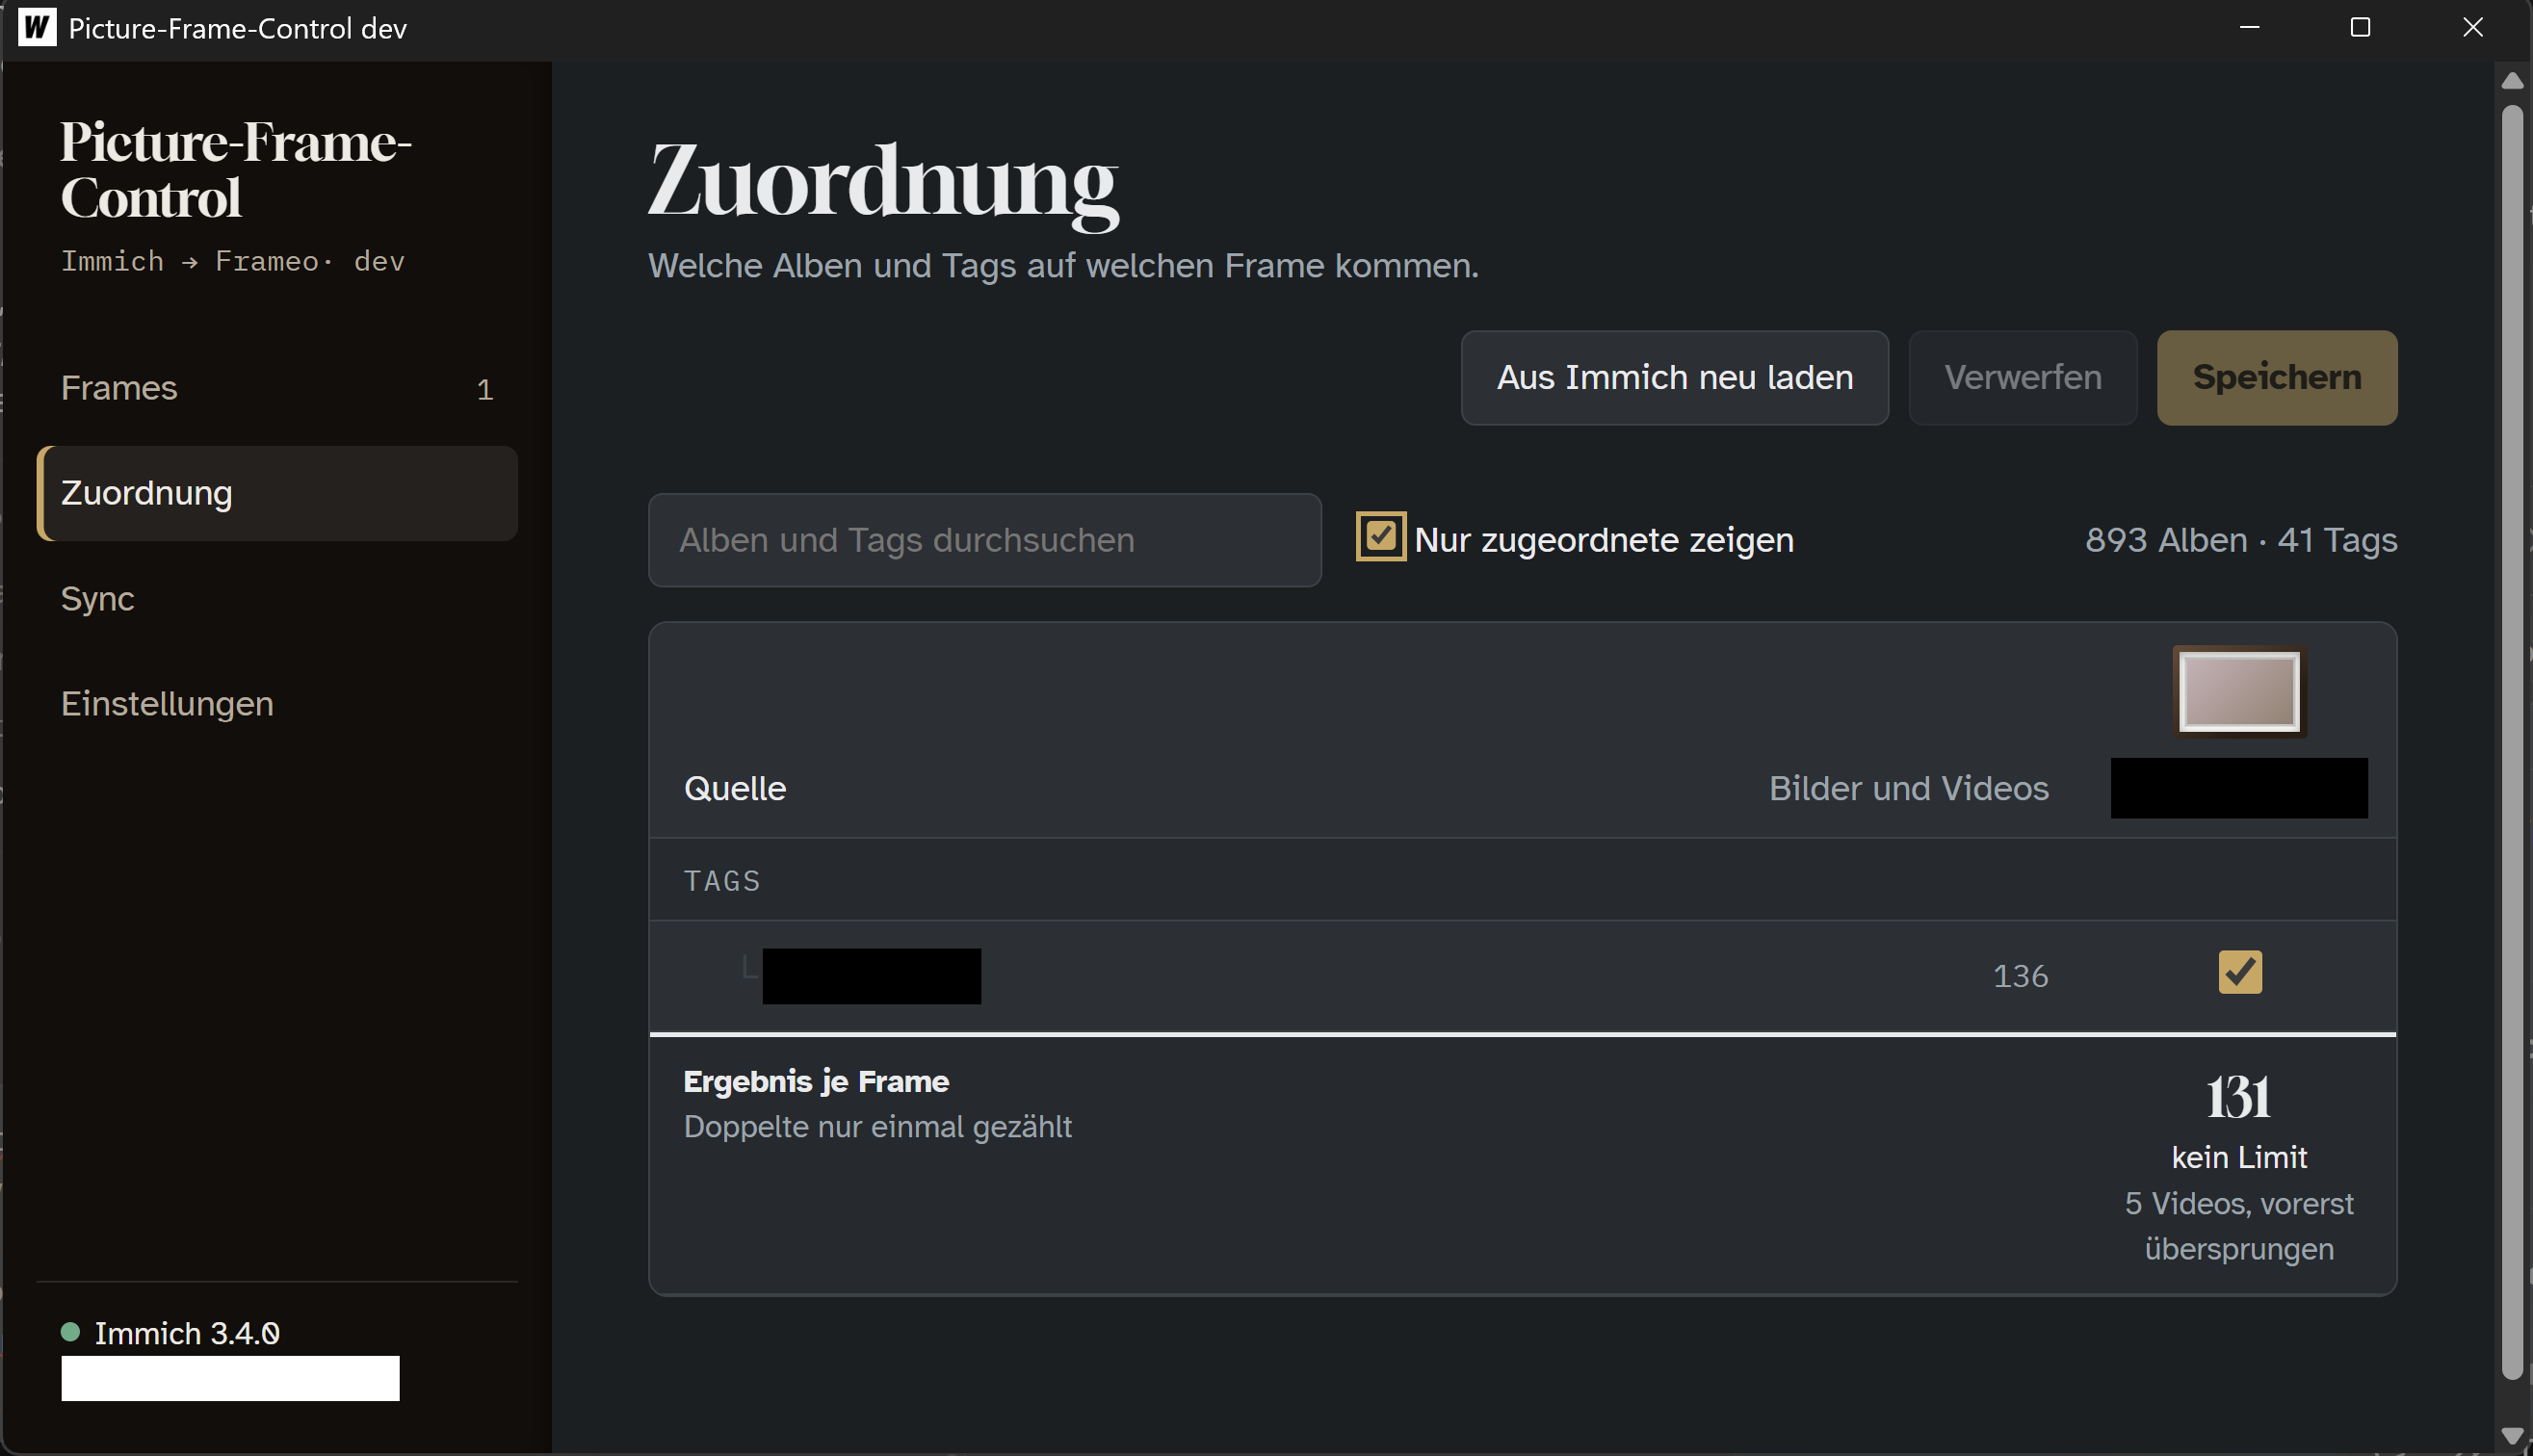 W Picture-Frame-Control dev
Picture-Frame-
Control
Immich → Frameo· dev
Frames 1
Zuordnung
Sync
Einstellungen
Immich 3.4.0
Zuordnung
Welche Alben und Tags auf welchen Frame kommen.
Aus Immich neu laden Verwerfen Speichern
Alben und Tags durchsuchen Nur zugeordnete zeigen 893 Alben · 41 Tags
Quelle Bilder und Videos
TAGS
136
Ergebnis je Frame
Doppelte nur einmal gezählt
131
kein Limit
5 Videos, vorerst
übersprungen